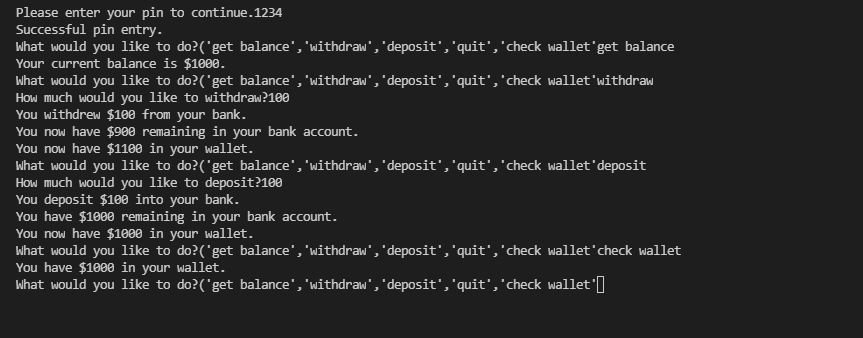 Please enter your pin to continue.1234
Successful pin entry.
What would you like to do?('get balance','withdraw','deposit','quit','check wallet'get balance
Your current balance is $1000.
What would you like to do?('get balance','withdraw','deposit','quit','check wallet'withdraw
How much would you like to withdraw?100
You withdrew $100 from your bank.
You now have $900 remaining in your bank account.
You now have $1100 in your wallet.
What would you like to do?('get balance','withdraw','deposit','quit','check wallet'deposit
How much would you like to deposit?100
You deposit $100 into your bank.
You have $1000 remaining in your bank account.
You now have $1000 in your wallet.
What would you like to do?('get balance','withdraw','deposit','quit','check wallet'check wallet
You have $1000 in your wallet.
What would you like to do?('get balance','withdraw','deposit','quit','check wallet'